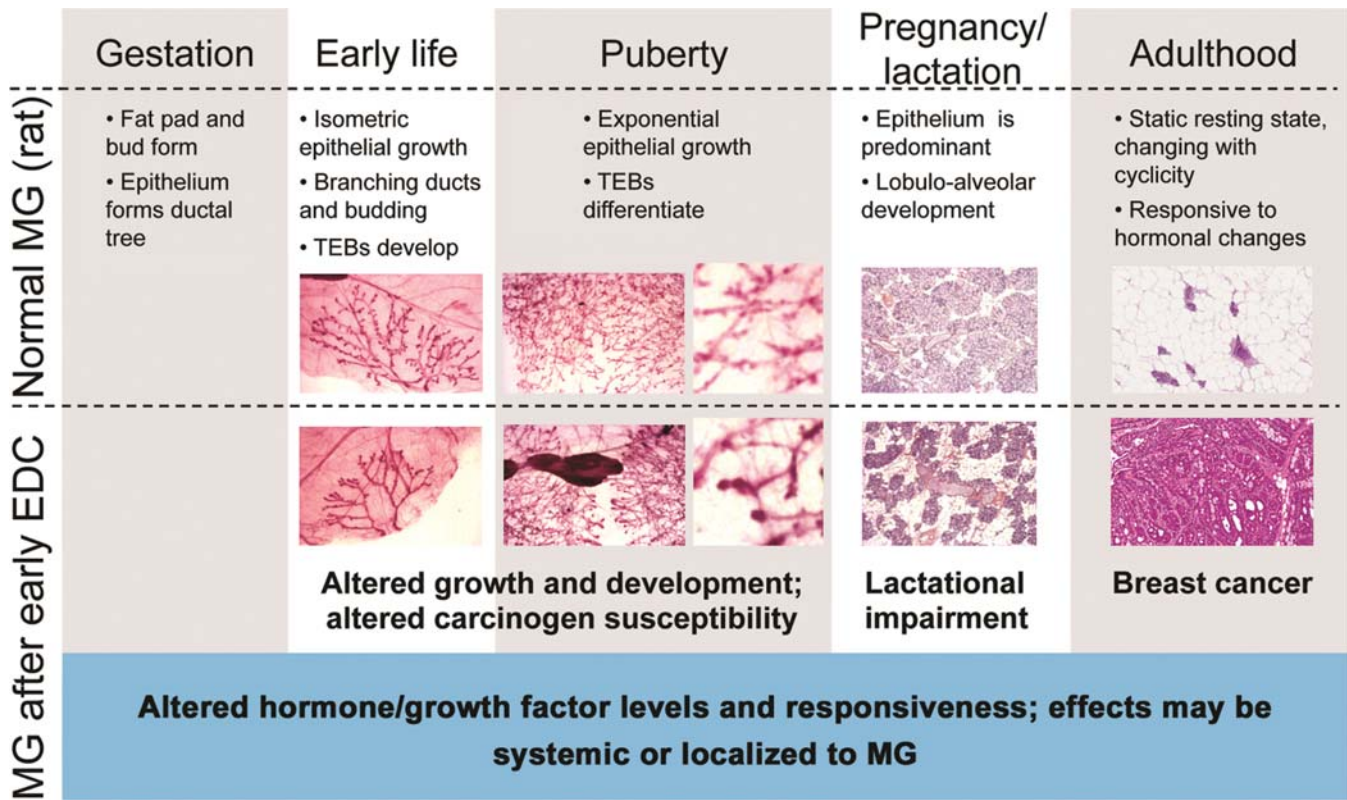 Gestation
Early life
Puberty
Pregnancy/
lactation
Adulthood
Normal MG (rat)
• Fat pad and
bud form
• Epithelium
forms ductal
tree
• Isometric
epithelial growth
• Branching ducts
and budding
• TEBs develop
• Exponential
epithelial growth
• TEBs
differentiate
• Epithelium is
predominant
• Lobulo-alveolar
development
• Static resting state,
changing with
cyclicity
• Responsive to
hormonal changes
MG after early EDC
Altered growth and development;
altered carcinogen susceptibility
Lactational
impairment
Breast cancer
Altered hormone/growth factor levels and responsiveness; effects may be
systemic or localized to MG